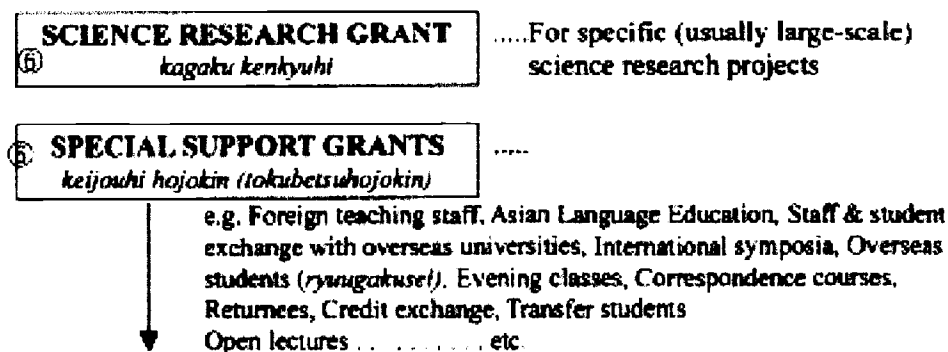 SCIENCE RESEARCH GRANT .....For specific (usually large-scale)
⑥ kagaku kenkyuhi science research projects
⑥ SPECIAL SUPPORT GRANTS .....
keijouhi hojokin (tokubetsuhojokin)
e.g. Foreign teaching staff, Asian Language Education, Staff & student
exchange with overseas universities, International symposia, Overseas
students (ryuugakusei), Evening classes, Correspondence courses,
Returnees, Credit exchange, Transfer students
Open lectures . . . . . . . . . . etc.